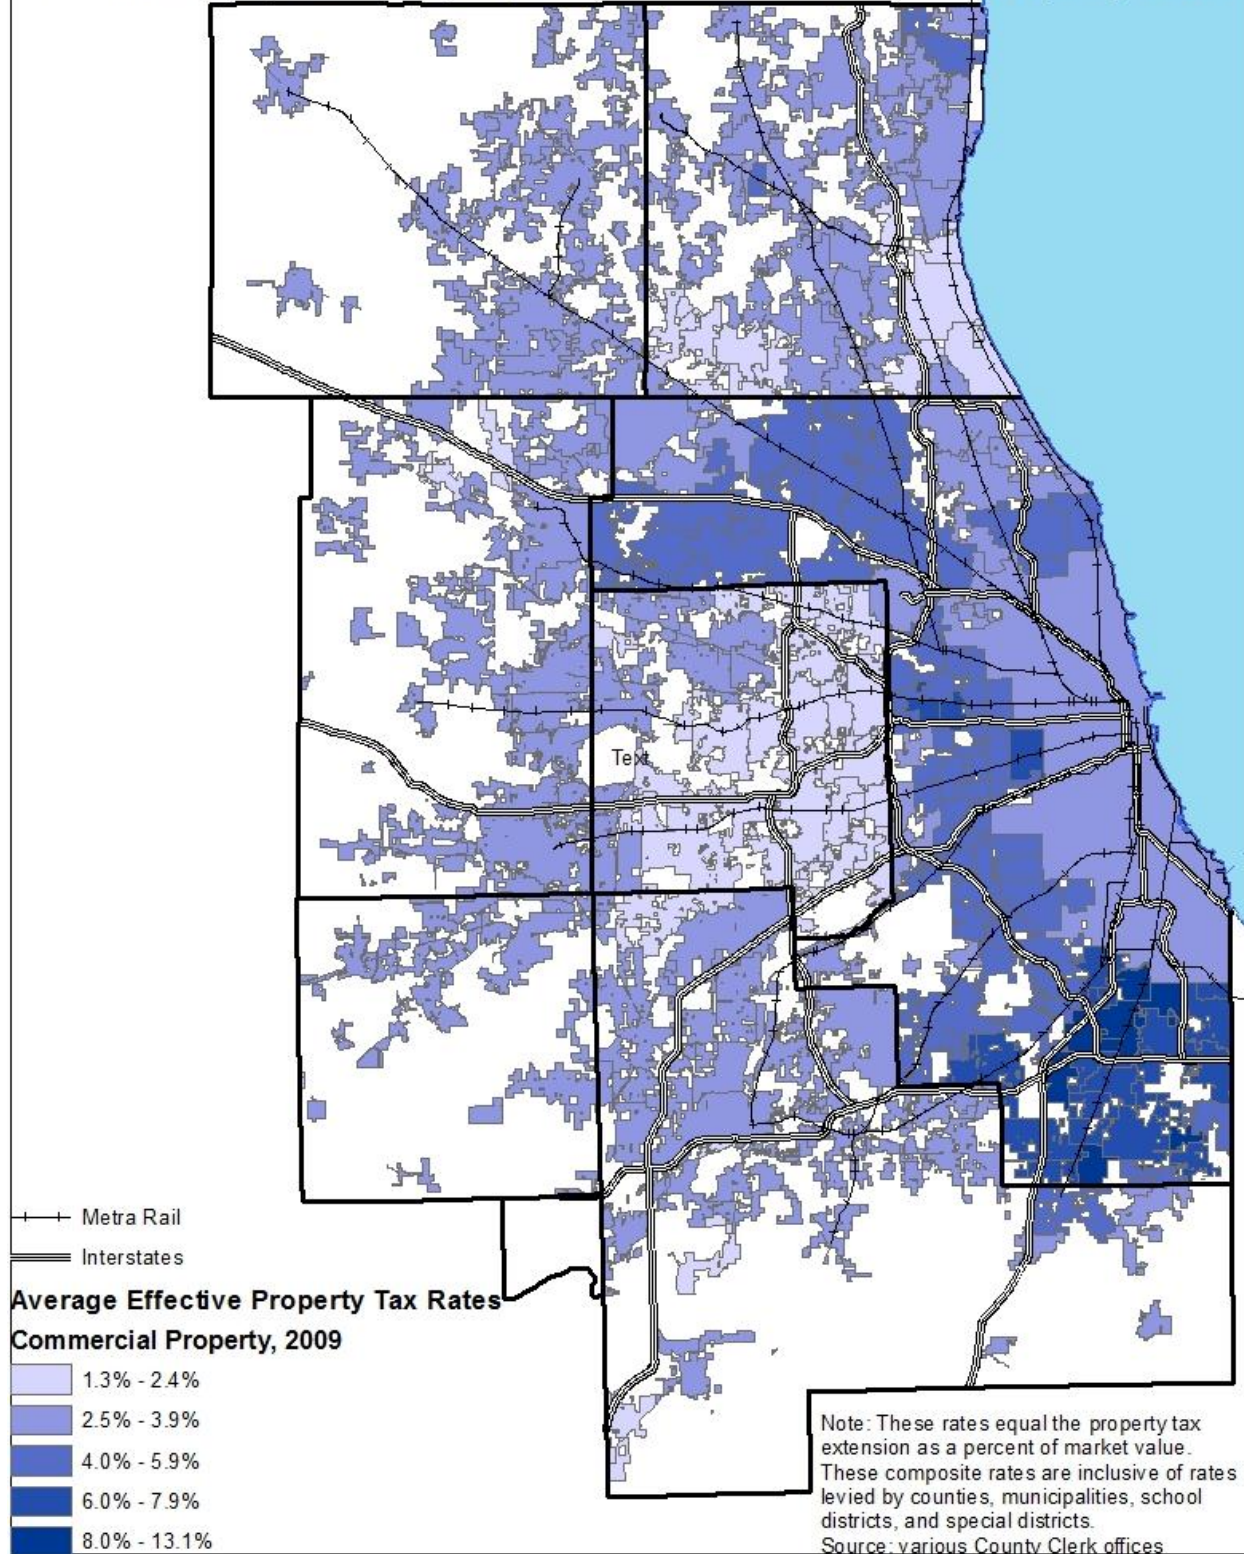 Text
Metra Rail
Interstates
Average Effective Property Tax Rates
Commercial Property, 2009
1.3% - 2.4%
2.5% - 3.9%
4.0% - 5.9%
6.0% - 7.9%
8.0% - 13.1%
Note: These rates equal the property tax
extension as a percent of market value.
These composite rates are inclusive of rates
levied by counties, municipalities, school
districts, and special districts.
Source: various County Clerk offices